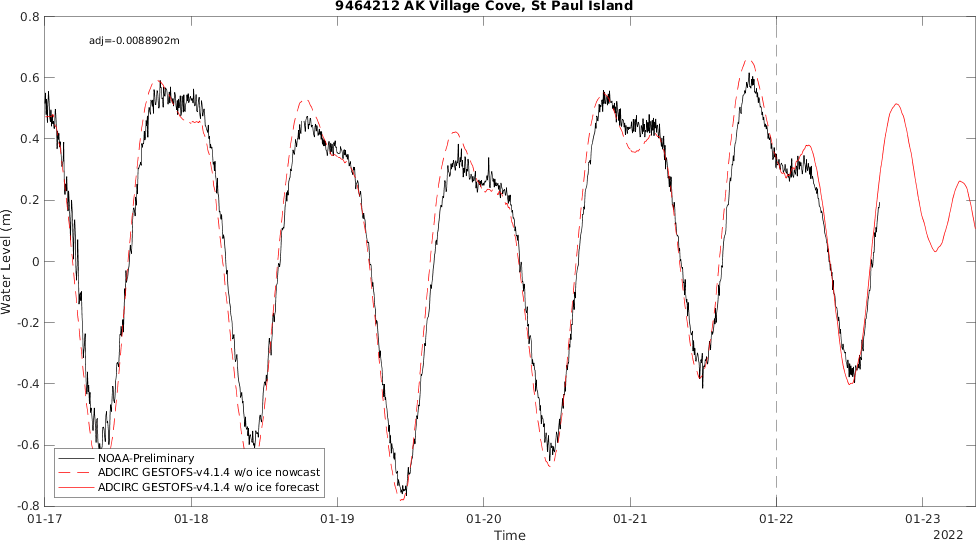 9464212 AK Village Cove, St Paul Island
adj=-0.0088902m
0.8
0.6
0.4
0.2
0
-0.2
-0.4
-0.6
-0.8
Water Level (m)
NOAA-Preliminary
ADCIRC GESTOFS-v4.1.4 w/o ice nowcast
ADCIRC GESTOFS-v4.1.4 w/o ice forecast
01-17 01-18 01-19 01-20 01-21 01-22 01-23
Time
2022